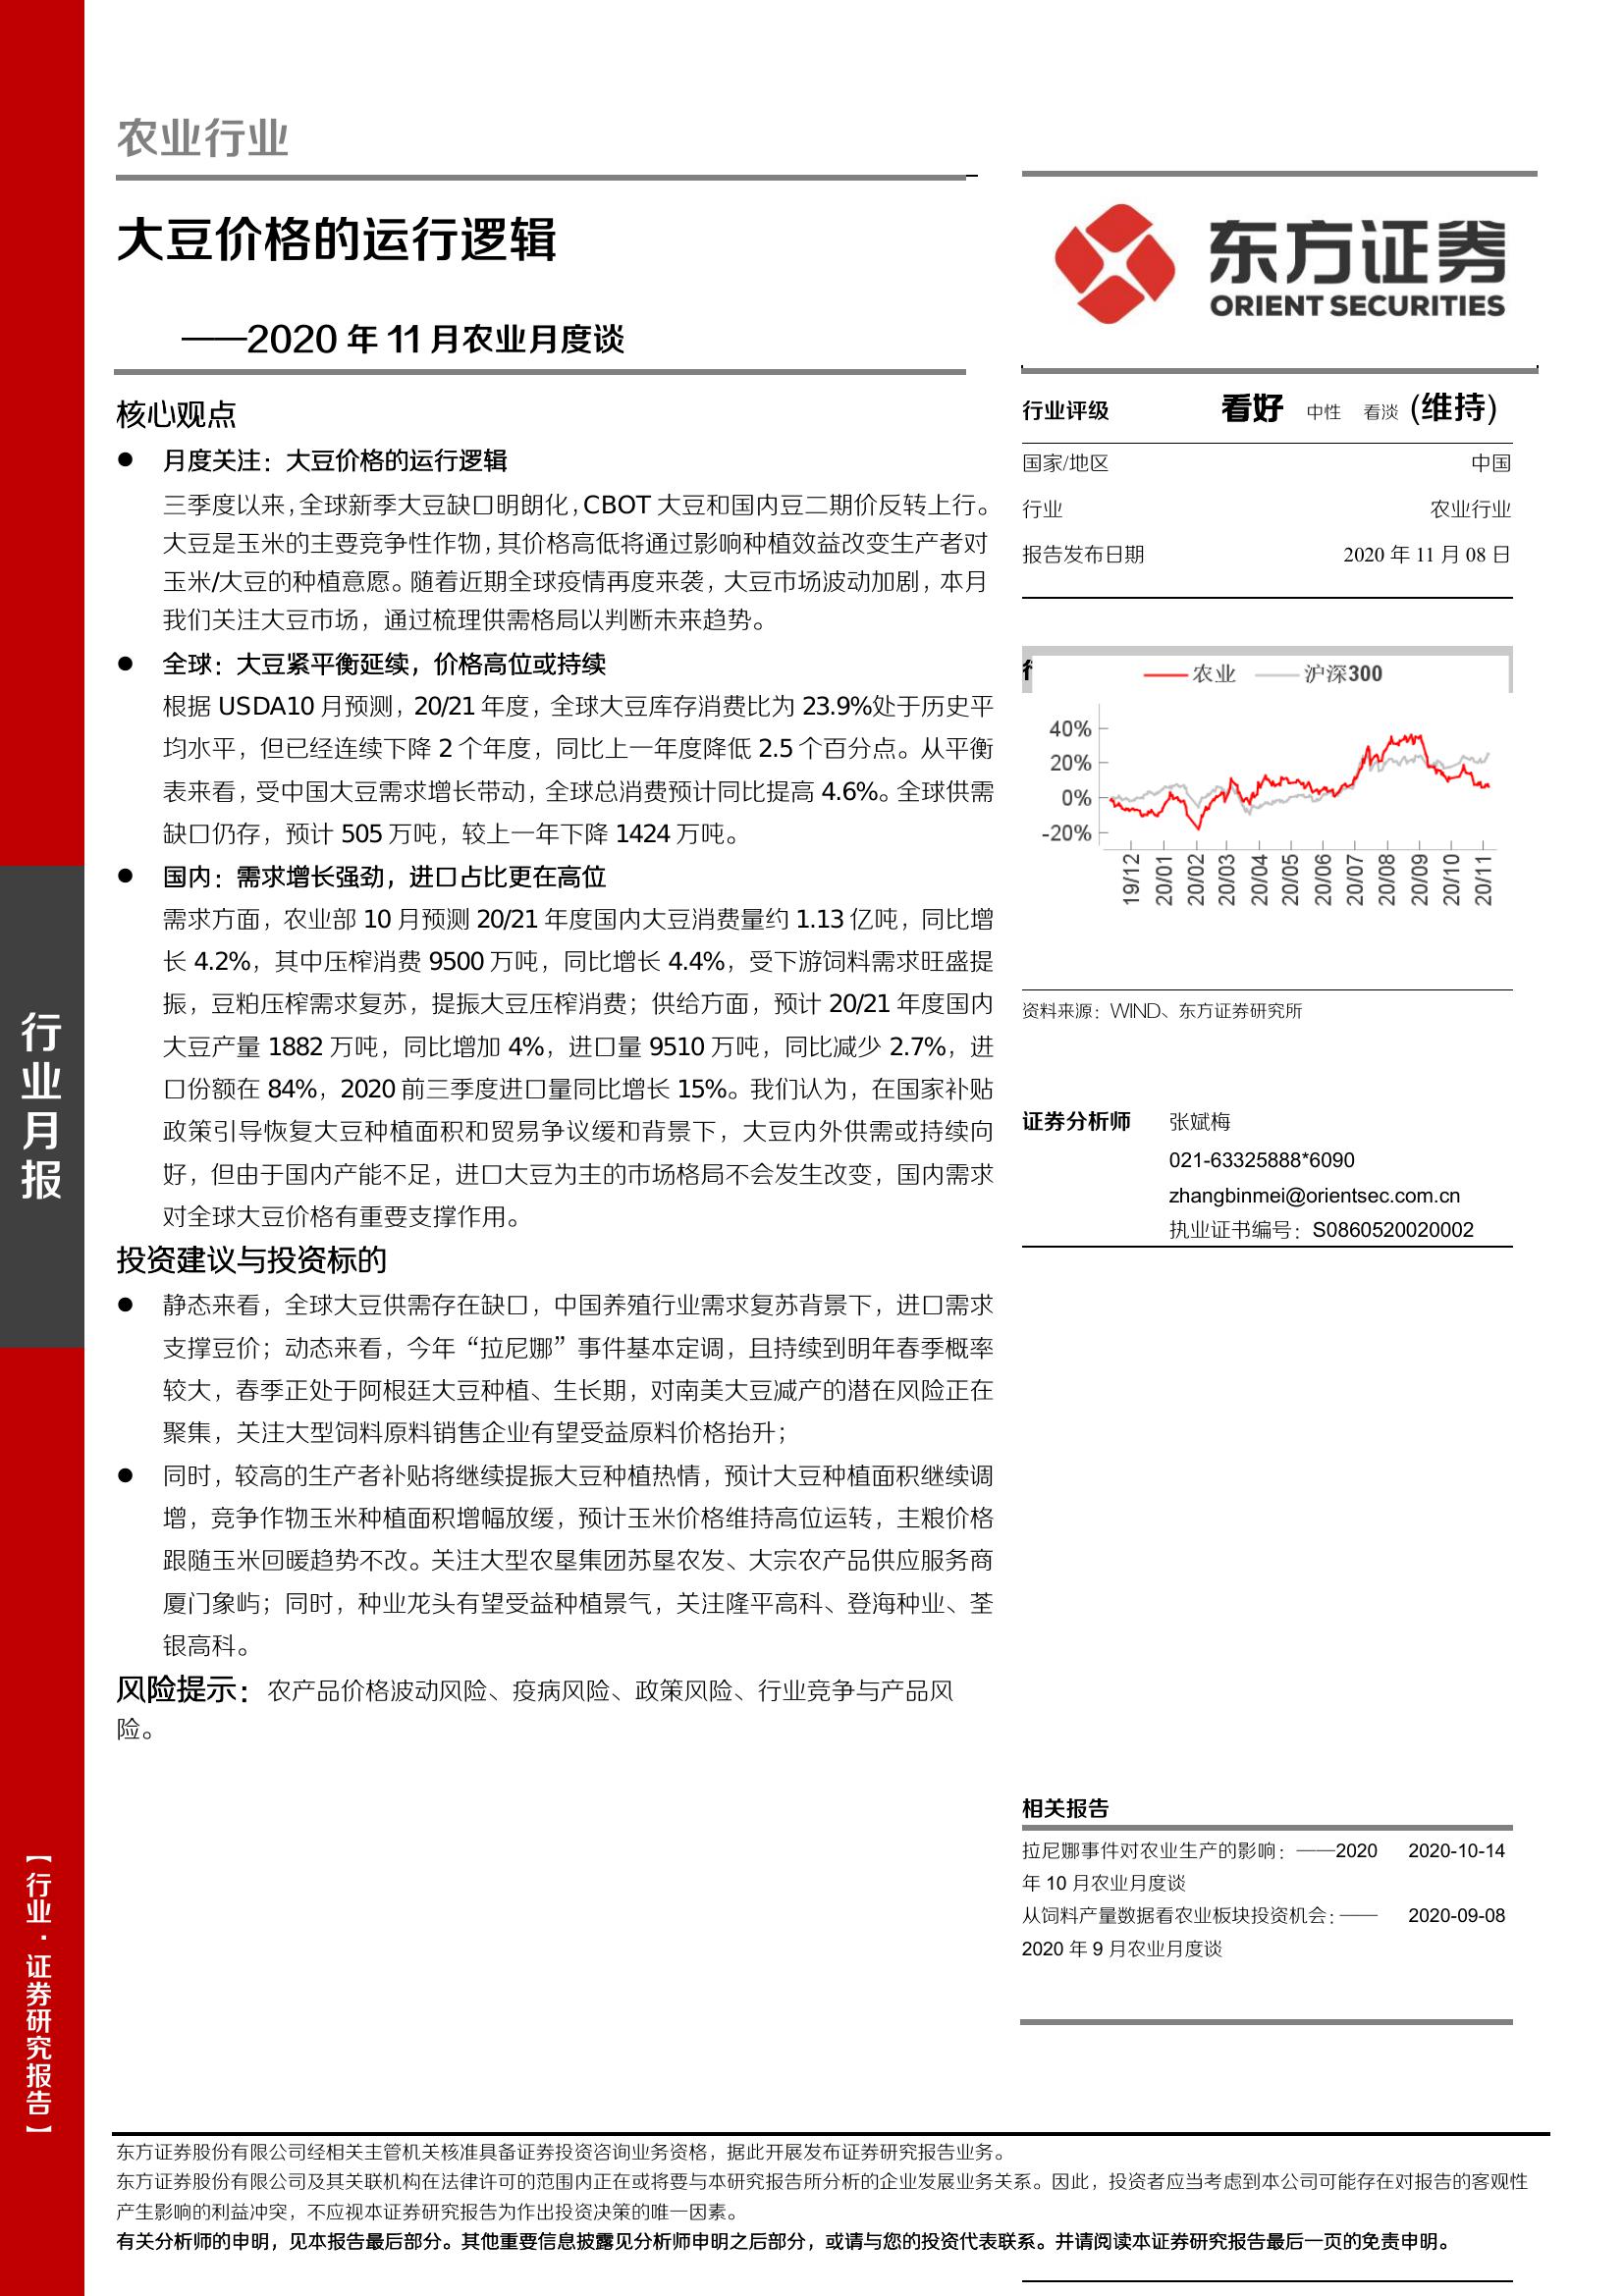 农业行业
大豆价格的运行逻辑
——2020 年 11 月农业月度谈
核心观点
● 月度关注：大豆价格的运行逻辑
三季度以来，全球新季大豆缺口明朗化，CBOT 大豆和国内豆二期价反转上行。
大豆是玉米的主要竞争性作物，其价格高低将通过影响种植效益改变生产者对
玉米/大豆的种植意愿。随着近期全球疫情再度来袭，大豆市场波动加剧，本月
我们关注大豆市场，通过梳理供需格局以判断未来趋势。
● 全球：大豆紧平衡延续，价格高位或持续
根据 USDA10 月预测，20/21 年度，全球大豆库存消费比为 23.9%处于历史平
均水平，但已经连续下降 2 个年度，同比上一年度降低 2.5 个百分点。从平衡
表来看，受中国大豆需求增长带动，全球总消费预计同比提高 4.6%。全球供需
缺口仍存，预计 505 万吨，较上一年下降 1424 万吨。
● 国内：需求增长强劲，进口占比更在高位
需求方面，农业部 10 月预测 20/21 年度国内大豆消费量约 1.13 亿吨，同比增
长 4.2%，其中压榨消费 9500 万吨，同比增长 4.4%，受下游饲料需求旺盛提
振，豆粕压榨需求复苏，提振大豆压榨消费；供给方面，预计 20/21 年度国内
大豆产量 1882 万吨，同比增加 4%，进口量 9510 万吨，同比减少 2.7%，进
口份额在 84%，2020 前三季度进口量同比增长 15%。我们认为，在国家补贴
政策引导恢复大豆种植面积和贸易争议缓和背景下，大豆内外供需或持续向
好，但由于国内产能不足，进口大豆为主的市场格局不会发生改变，国内需求
对全球大豆价格有重要支撑作用。
投资建议与投资标的
● 静态来看，全球大豆供需存在缺口，中国养殖行业需求复苏背景下，进口需求
支撑豆价；动态来看，今年“拉尼娜”事件基本定调，且持续到明年春季概率
较大，春季正处于阿根廷大豆种植、生长期，对南美大豆减产的潜在风险正在
聚集，关注大型饲料原料销售企业有望受益原料价格抬升；
● 同时，较高的生产者补贴将继续提振大豆种植热情，预计大豆种植面积继续调
增，竞争作物玉米种植面积增幅放缓，预计玉米价格维持高位运转，主粮价格
跟随玉米回暖趋势不改。关注大型农垦集团苏垦农发、大宗农产品供应服务商
厦门象屿；同时，种业龙头有望受益种植景气，关注隆平高科、登海种业、荃
银高科。
风险提示：农产品价格波动风险、疫病风险、政策风险、行业竞争与产品风
险。
东方证券
ORIENT SECURITIES
行业评级 看好 中性 看淡 (维持)
国家/地区 中国
行业 农业行业
报告发布日期 2020 年 11 月 08 日
农业 沪深300
40%
20%
0%
-20%
19/12 20/01 20/02 20/03 20/04 20/05 20/06 20/07 20/08 20/09 20/10 20/11
资料来源：WIND、东方证券研究所
证券分析师 张斌梅
021-63325888*6090
zhangbinmei@orientsec.com.cn
执业证书编号：S0860520020002
相关报告
拉尼娜事件对农业生产的影响：——2020 2020-10-14
年 10 月农业月度谈
从饲料产量数据看农业板块投资机会：—— 2020-09-08
2020 年 9 月农业月度谈
行业月报
【行业·证券研究报告】
东方证券股份有限公司经相关主管机关核准具备证券投资咨询业务资格，据此开展发布证券研究报告业务。
东方证券股份有限公司及其关联机构在法律许可的范围内正在或将要与本研究报告所分析的企业发展业务关系。因此，投资者应当考虑到本公司可能存在对报告的客观性
产生影响的利益冲突，不应视本证券研究报告为作出投资决策的唯一因素。
有关分析师的申明，见本报告最后部分。其他重要信息披露见分析师申明之后部分，或请与您的投资代表联系。并请阅读本证券研究报告最后一页的免责申明。